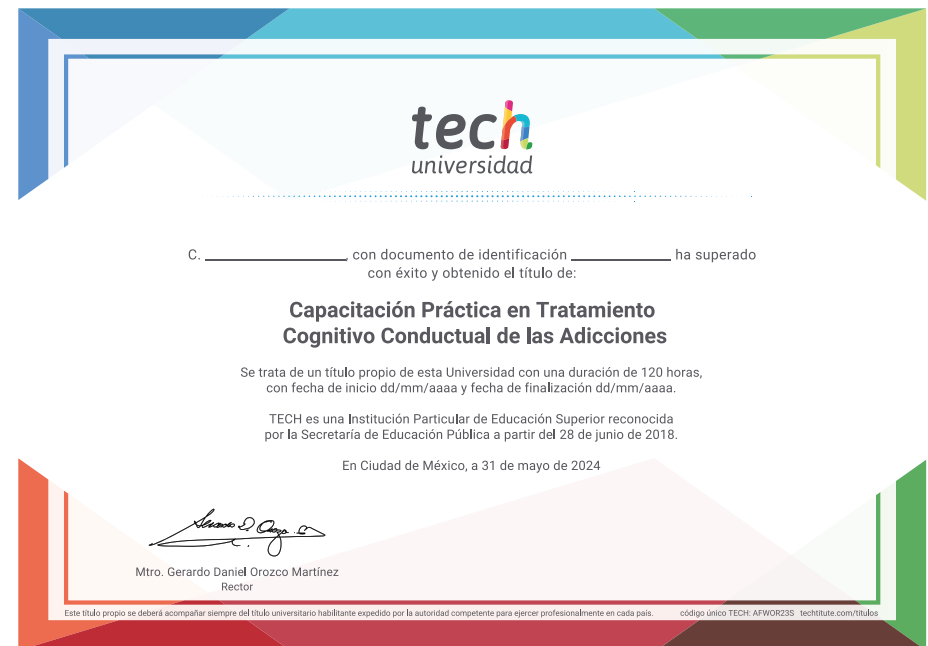 tech
universidad
C. ________________, con documento de identificación ___________ ha superado
con éxito y obtenido el título de:
Capacitación Práctica en Tratamiento
Cognitivo Conductual de las Adicciones
Se trata de un título propio de esta Universidad con una duración de 120 horas,
con fecha de inicio dd/mm/aaaa y fecha de finalización dd/mm/aaaa.
TECH es una Institución Particular de Educación Superior reconocida
por la Secretaría de Educación Pública a partir del 28 de junio de 2018.
En Ciudad de México, a 31 de mayo de 2024
Mtro. Gerardo Daniel Orozco Martínez
Rector
Este título propio se deberá acompañar siempre del título universitario habilitante expedido por la autoridad competente para ejercer profesionalmente en cada país. código único TECH: AFWOR23S techtitute.com/titulos